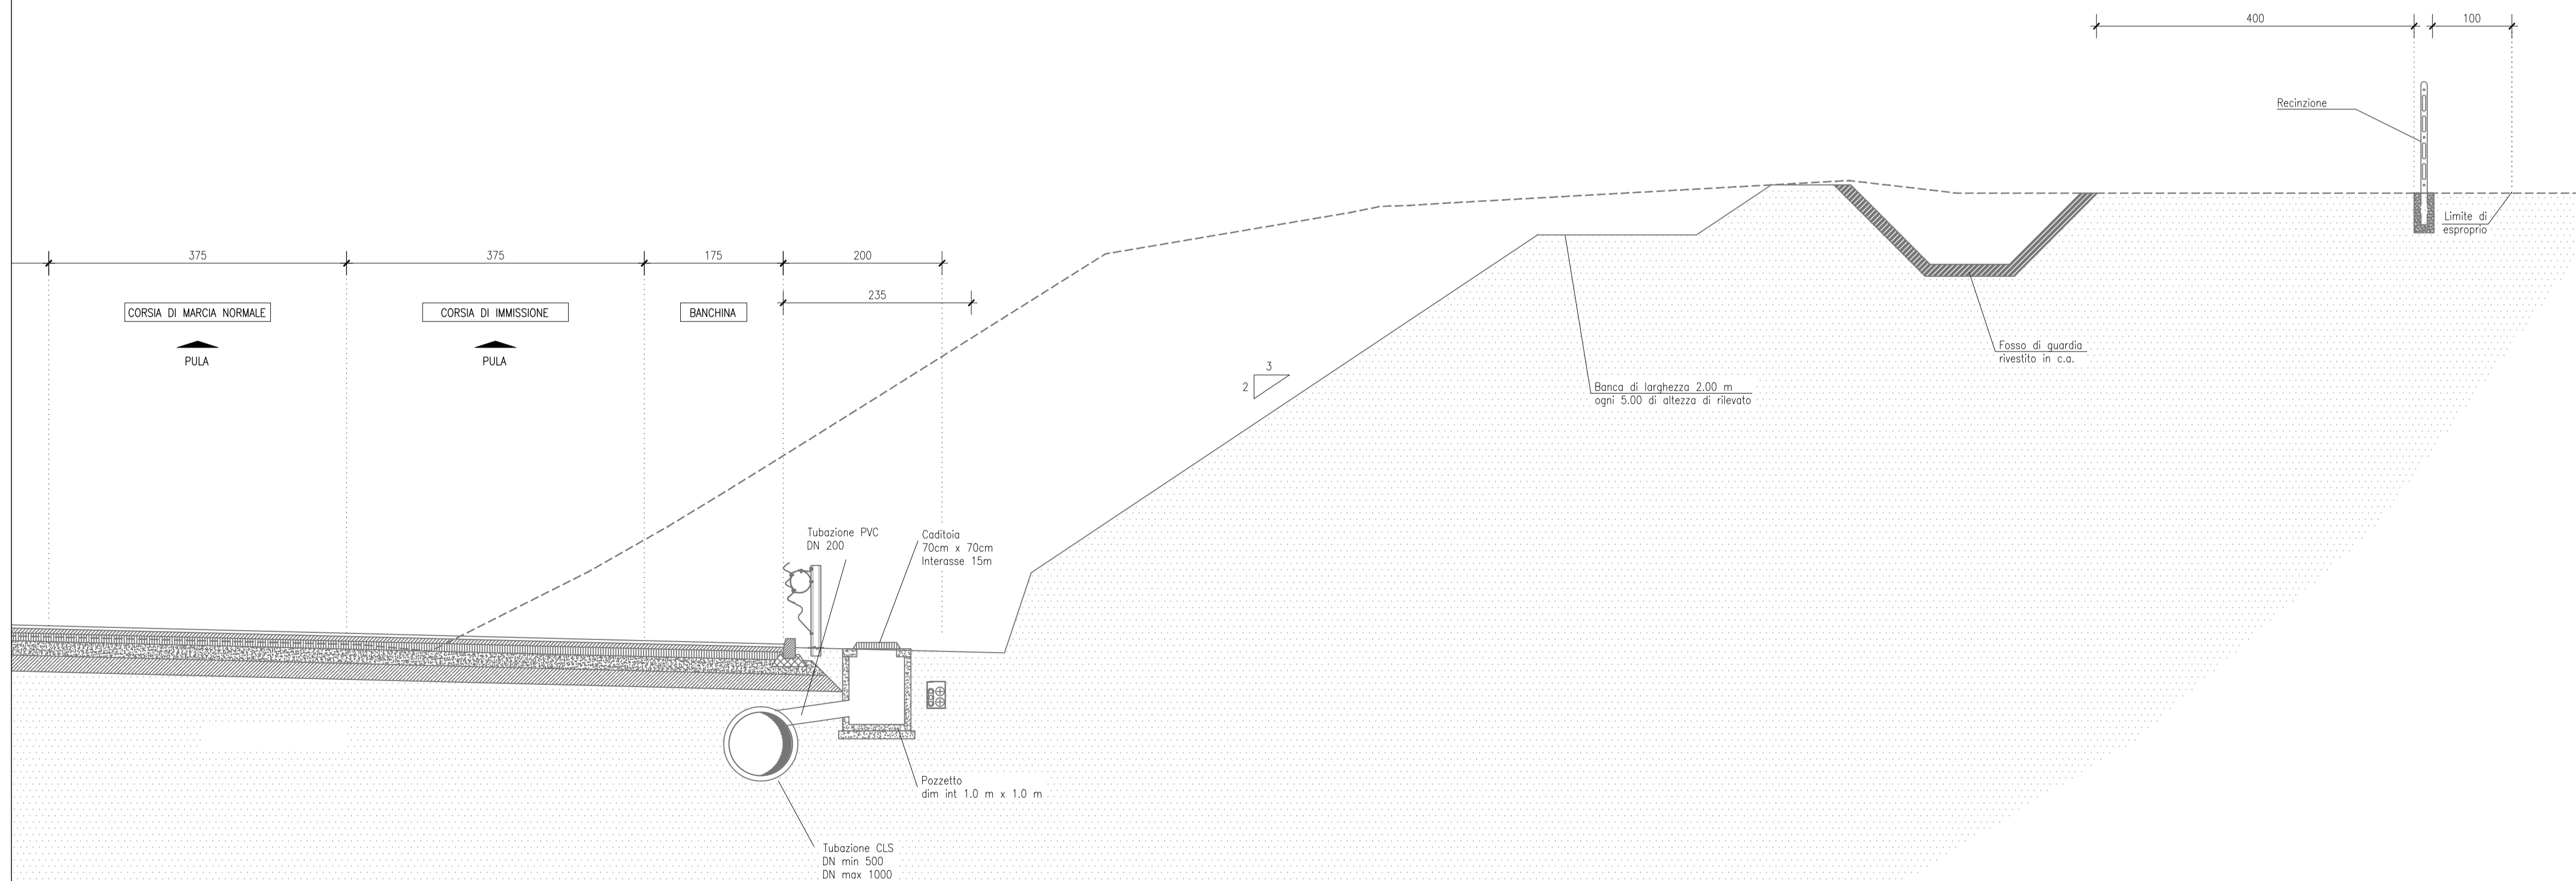 400
100
Recinzione
Limite di
esproprio
375
375
175
200
235
CORSIA DI MARCIA NORMALE
CORSIA DI IMMISSIONE
BANCHINA
PULA
PULA
3
2
Fosso di guardia
rivestito in c.a.
Banca di larghezza 2.00 m
ogni 5.00 di altezza di rilevato
Tubazione PVC
DN 200
Caditoia
70cm x 70cm
Interasse 15m
Pozzetto
dim int 1.0 m x 1.0 m
Tubazione CLS
DN min 500
DN max 1000